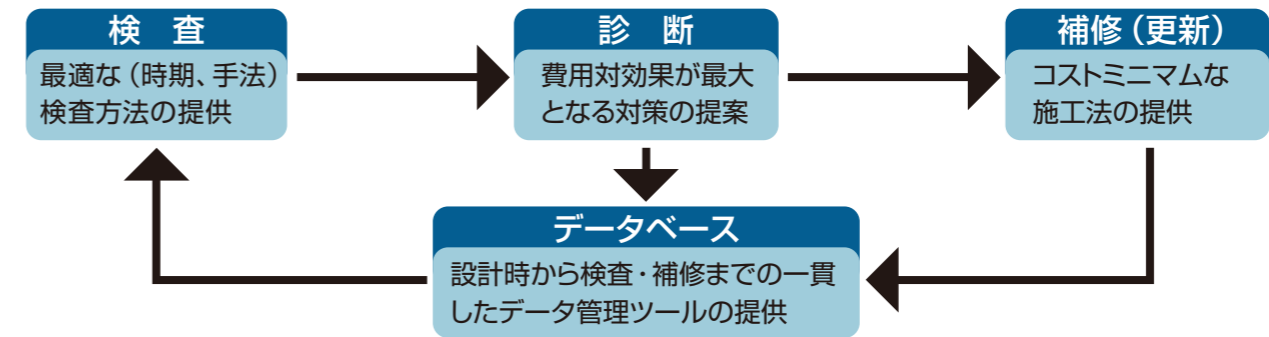 検　査
最適な（時期、手法）
検査方法の提供
診　断
費用対効果が最大
となる対策の提案
補修（更新）
コストミニマムな
施工法の提供
データベース
設計時から検査・補修までの一貫
したデータ管理ツールの提供